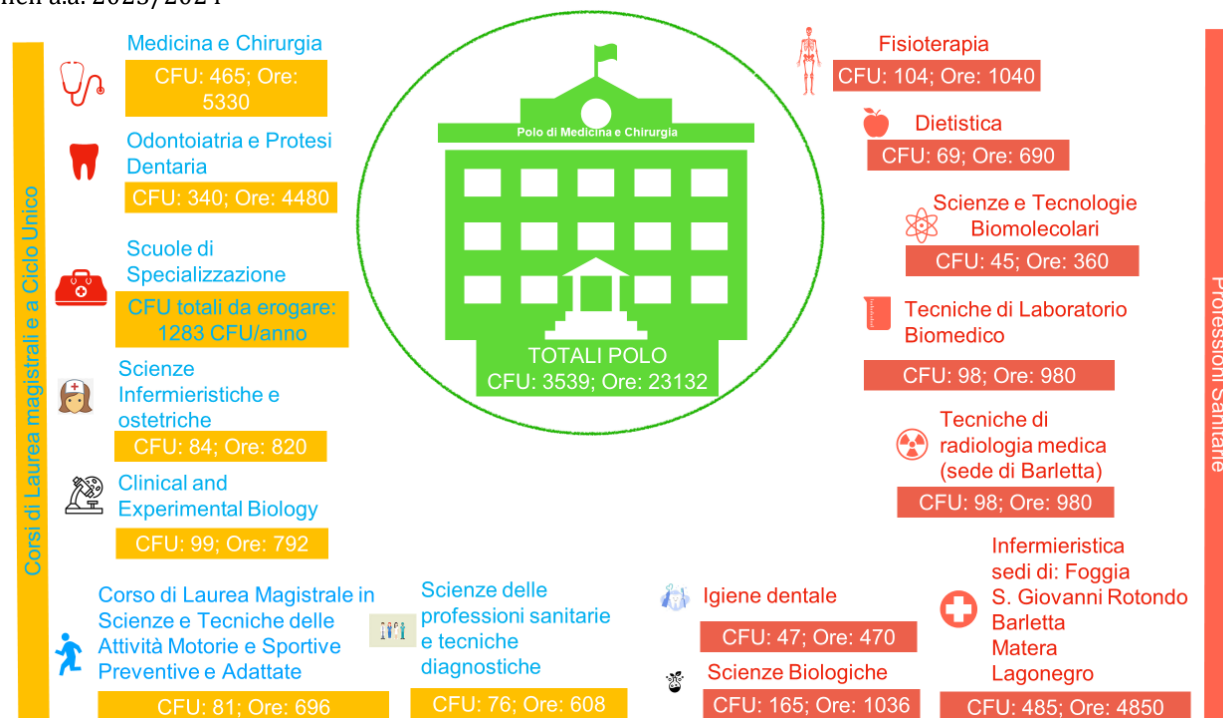 a.a. 2023/2024
Corsi di Laurea magistrali e a Ciclo Unico
Medicina e Chirurgia
CFU: 465; Ore:
5330
Odontoiatria e Protesi
Dentaria
CFU: 340; Ore: 4480
Scuole di
Specializzazione
CFU totali da erogare:
1283 CFU/anno
Scienze
Infermieristiche e
ostetriche
CFU: 84; Ore: 820
Clinical and
Experimental Biology
CFU: 99; Ore: 792
Corso di Laurea Magistrale in
Scienze e Tecniche delle
Attività Motorie e Sportive
Preventive e Adattate
CFU: 81; Ore: 696
Scienze delle
professioni sanitarie
e tecniche
diagnostiche
CFU: 76; Ore: 608
Polo di Medicina e Chirurgia
TOTALI POLO
CFU: 3539; Ore: 23132
Fisioterapia
CFU: 104; Ore: 1040
Dietistica
CFU: 69; Ore: 690
Scienze e Tecnologie
Biomolecolari
CFU: 45; Ore: 360
Tecniche di Laboratorio
Biomedico
CFU: 98; Ore: 980
Tecniche di
radiologia medica
(sede di Barletta)
CFU: 98; Ore: 980
Infermieristica
sedi di: Foggia
S. Giovanni Rotondo
Barletta
Matera
Lagonegro
CFU: 485; Ore: 4850
Igiene dentale
CFU: 47; Ore: 470
Scienze Biologiche
CFU: 165; Ore: 1036
Professioni Sanitarie